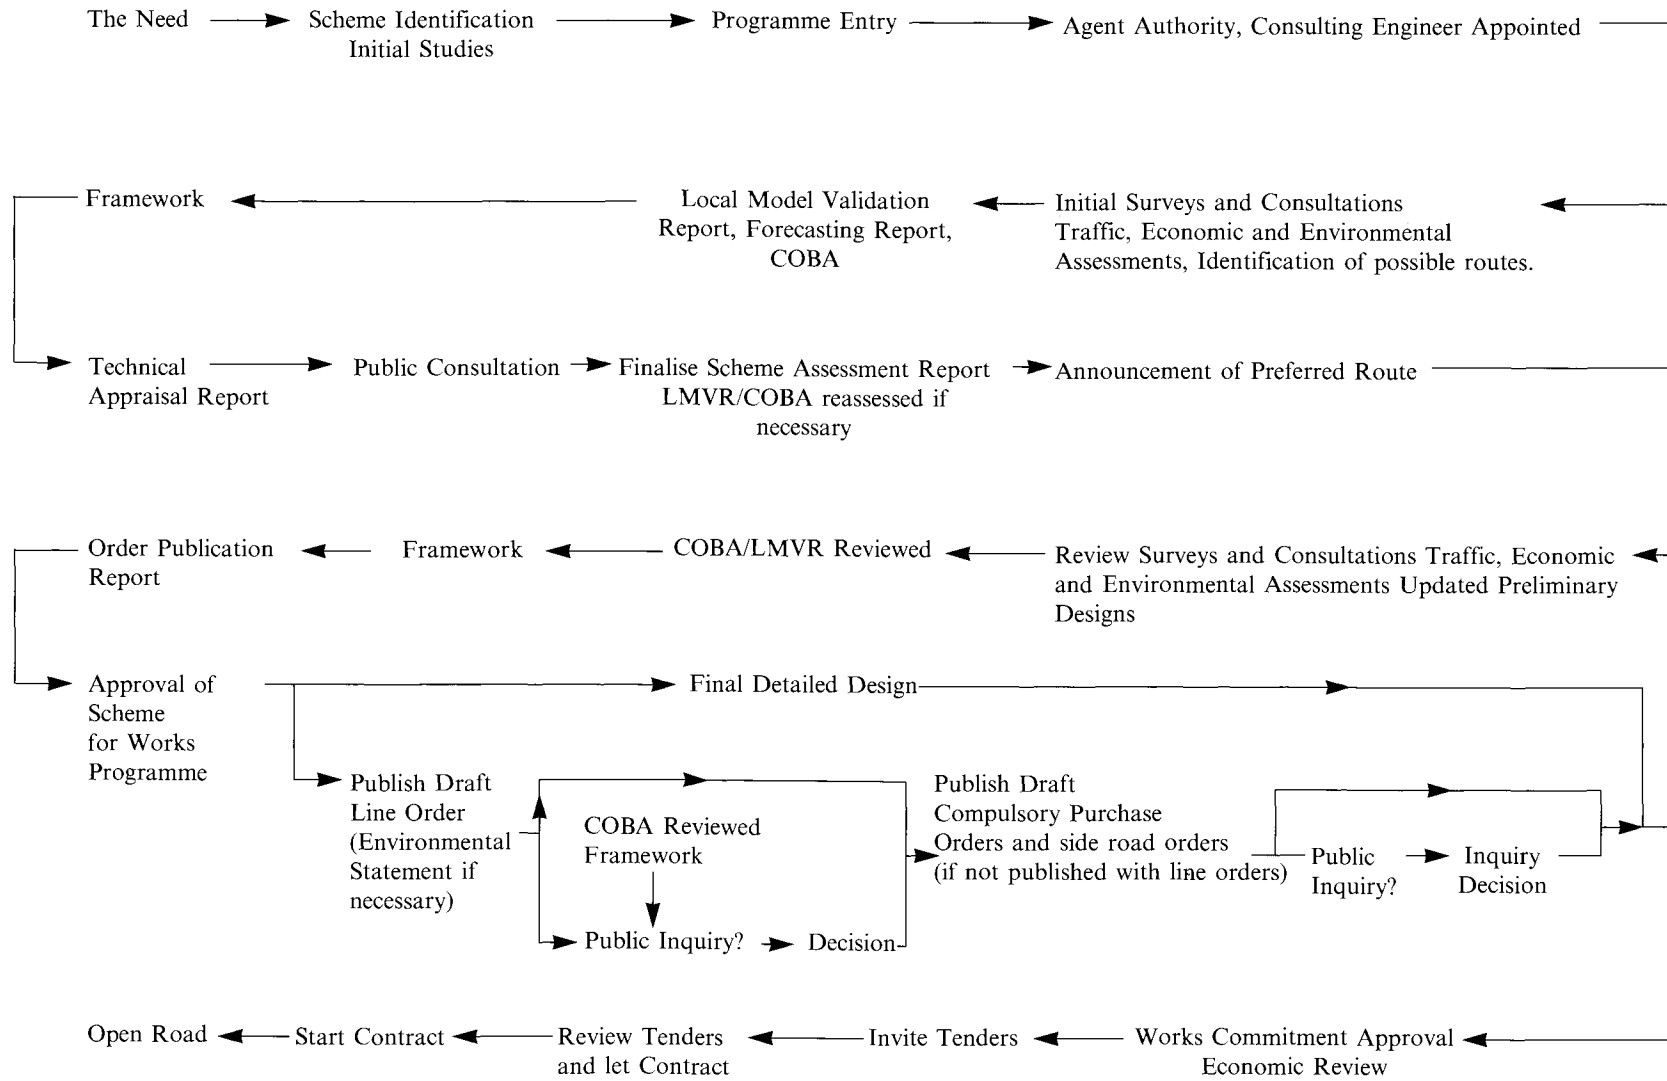 The Need
Scheme Identification
Initial Studies
Programme Entry
Agent Authority, Consulting Engineer Appointed
Framework
Local Model Validation
Report, Forecasting Report,
COBA
Initial Surveys and Consultations
Traffic, Economic and Environmental
Assessments, Identification of possible routes.
Technical
Appraisal Report
Public Consultation
Finalise Scheme Assessment Report
LMVR/COBA reassessed if
necessary
Announcement of Preferred Route
Order Publication
Report
Framework
COBA/LMVR Reviewed
Review Surveys and Consultations Traffic, Economic
and Environmental Assessments Updated Preliminary
Designs
Approval of
Scheme
for Works
Programme
Final Detailed Design
Publish Draft
Line Order
(Environmental
Statement if
necessary)
COBA Reviewed
Framework
Public Inquiry?
Decision
Publish Draft
Compulsory Purchase
Orders and side road orders
(if not published with line orders)
Public
Inquiry?
Inquiry
Decision
Open Road
Start Contract
Review Tenders
and let Contract
Invite Tenders
Works Commitment Approval
Economic Review